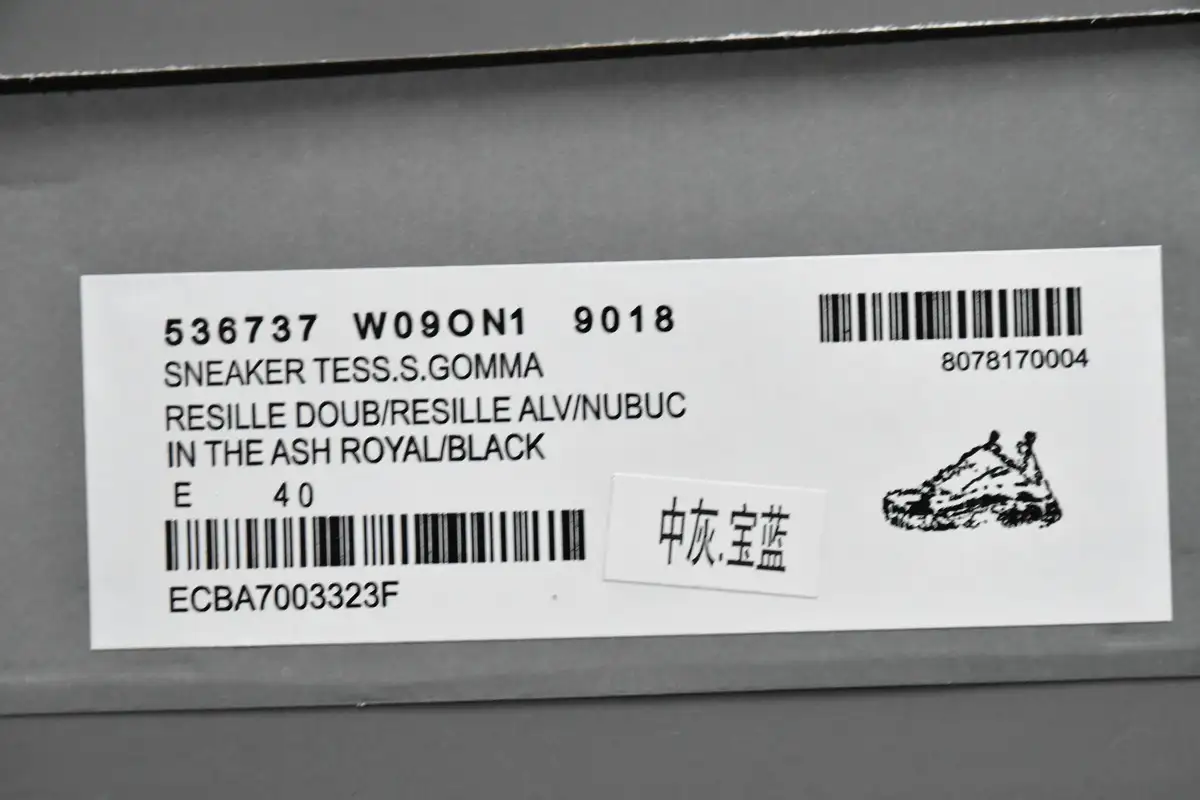 536737 W09ON1 9018
SNEAKER TESS.S.GOMMA
RESILLE DOUB/RESILLE ALV/NUBUC
IN THE ASH ROYAL/BLACK
E 40
ECBA7003323F
8078170004
中灰.宝蓝